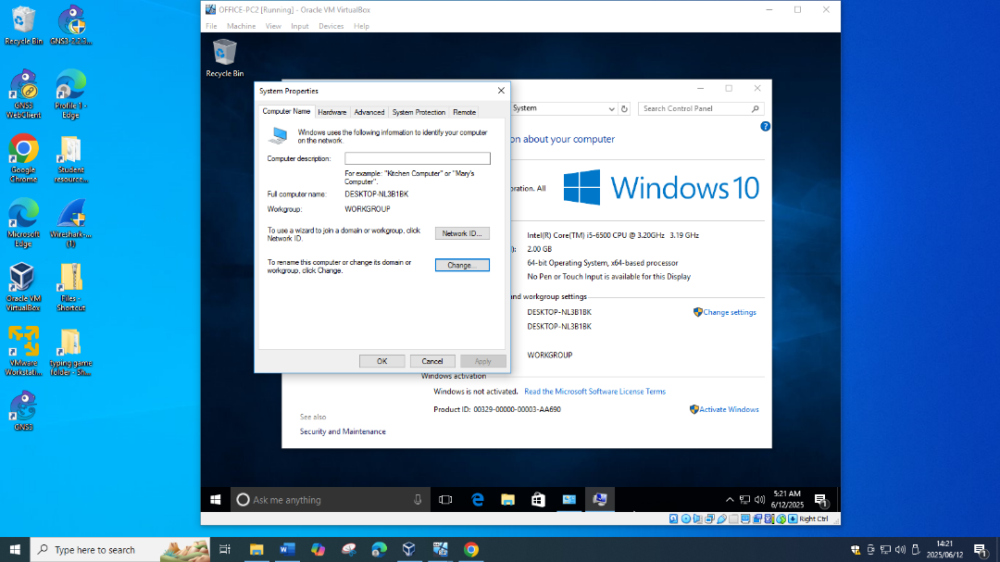 OFFICE-PC2 [Running] - Oracle VM VirtualBox
File Machine View Input Devices Help
Recycle Bin
GNS3-2.2.3...
GNS3 WebClient
Profile 1 - Edge
Google Chrome
Student resource...
Microsoft Edge
Wireshark-... (1)
Oracle VM VirtualBox
Files - Shortcut
VMware Workstati...
typing game folder - Sh...
GNS3
Recycle Bin
System Properties
Computer Name Hardware Advanced System Protection Remote
Windows uses the following information to identify your computer
on the network.
Computer description:
For example: "Kitchen Computer" or "Mary's
Computer".
Full computer name: DESKTOP-NL3B1BK
Workgroup: WORKGROUP
To use a wizard to join a domain or workgroup, click
Network ID.
Network ID...
To rename this computer or change its domain or
workgroup, click Change.
Change...
OK Cancel Apply
System
Search Control Panel
on about your computer
oration. All
Windows 10
Intel(R) Core(TM) i5-6500 CPU @ 3.20GHz 3.19 GHz
): 2.00 GB
64-bit Operating System, x64-based processor
No Pen or Touch Input is available for this Display
nd workgroup settings
DESKTOP-NL3B1BK
Change settings
DESKTOP-NL3B1BK
WORKGROUP
Windows activation
Windows is not activated. Read the Microsoft Software License Terms
Product ID: 00329-00000-00003-AA690
Activate Windows
See also
Security and Maintenance
Ask me anything
5:21 AM
6/12/2025
1
Right Ctrl
Type here to search
14:21
2025/06/12
1